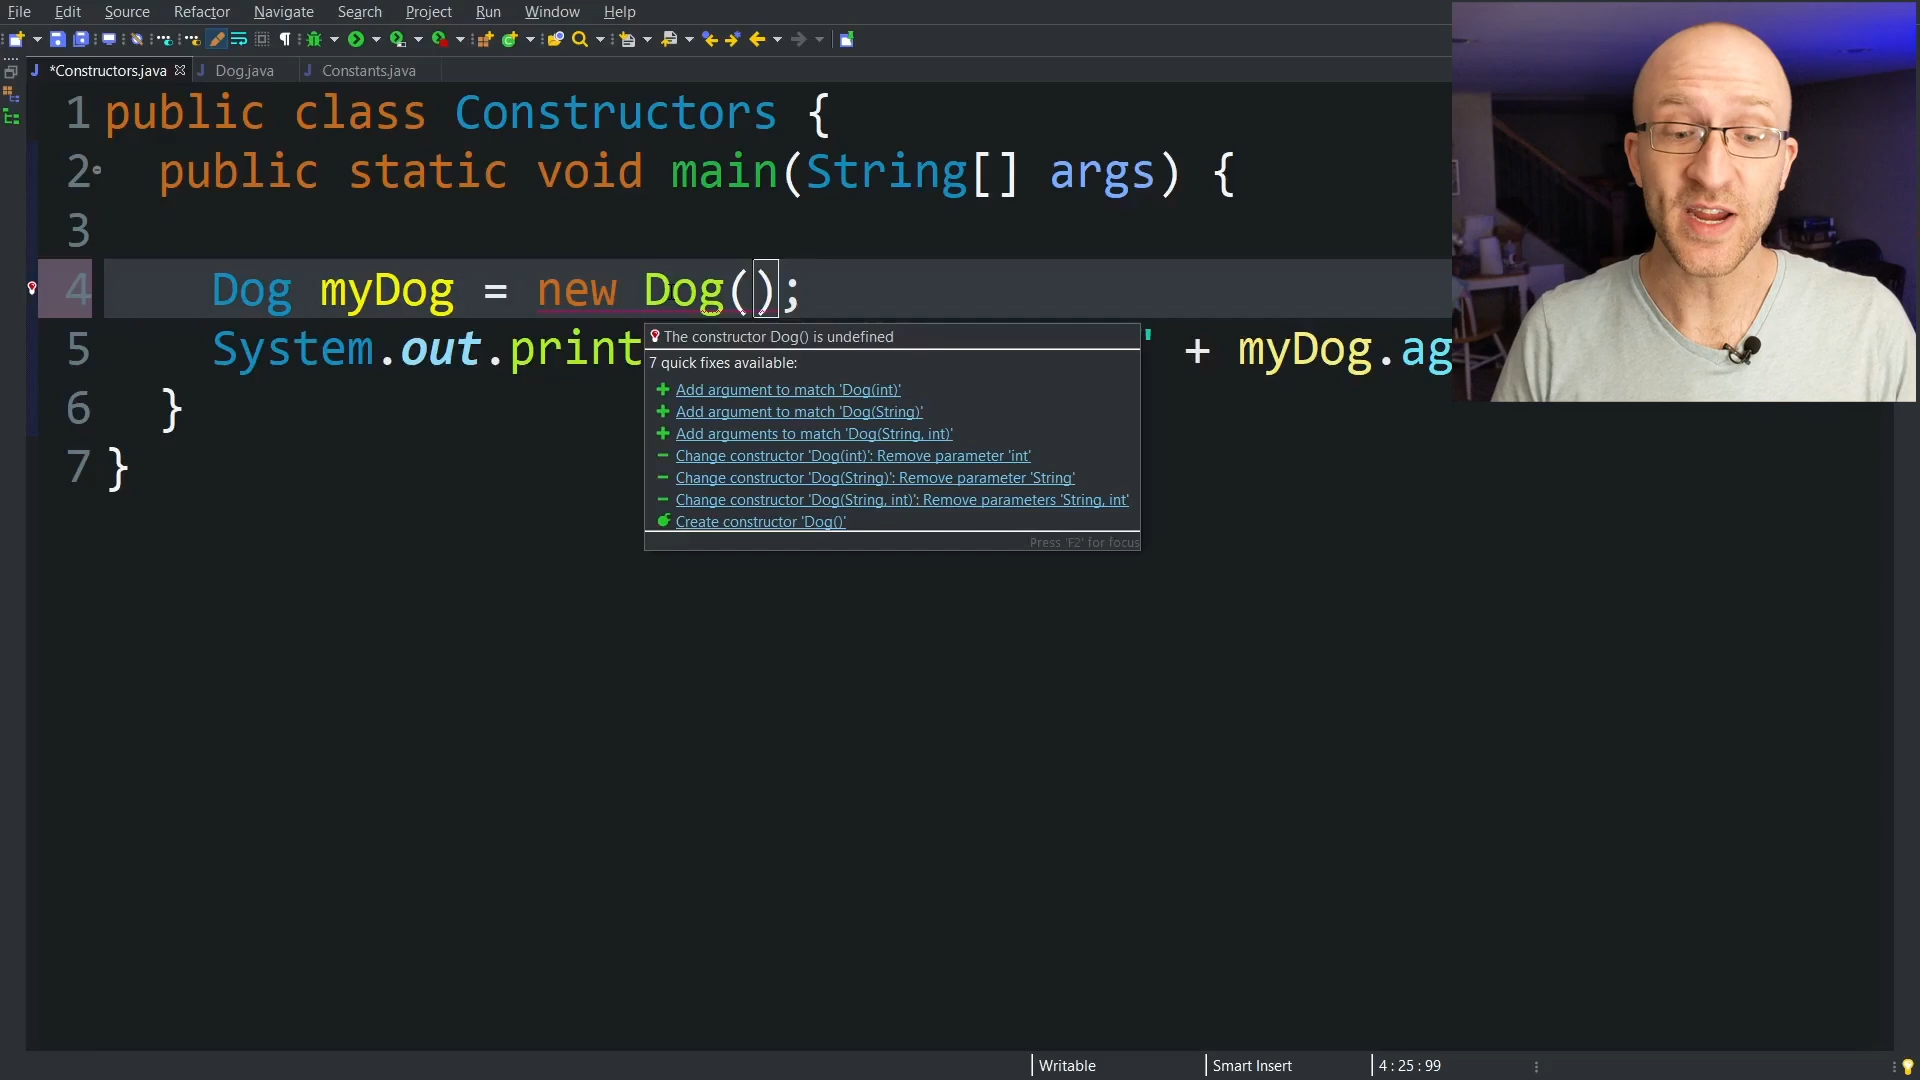 File Edit Source Refactor Navigate Search Project Run Window Help
*Constructors.java Dog.java Constants.java
1 public class Constructors {
2 public static void main(String[] args) {
3
4 Dog myDog = new Dog();
5 System.out.print ' + myDog.ag
6 }
7 }
The constructor Dog() is undefined
7 quick fixes available:
Add argument to match 'Dog(int)'
Add argument to match 'Dog(String)'
Add arguments to match 'Dog(String, int)'
Change constructor 'Dog(int)': Remove parameter 'int'
Change constructor 'Dog(String)': Remove parameter 'String'
Change constructor 'Dog(String, int)': Remove parameters 'String, int'
Create constructor 'Dog()'
Press 'F2' for focus
Writable Smart Insert 4 : 25 : 99